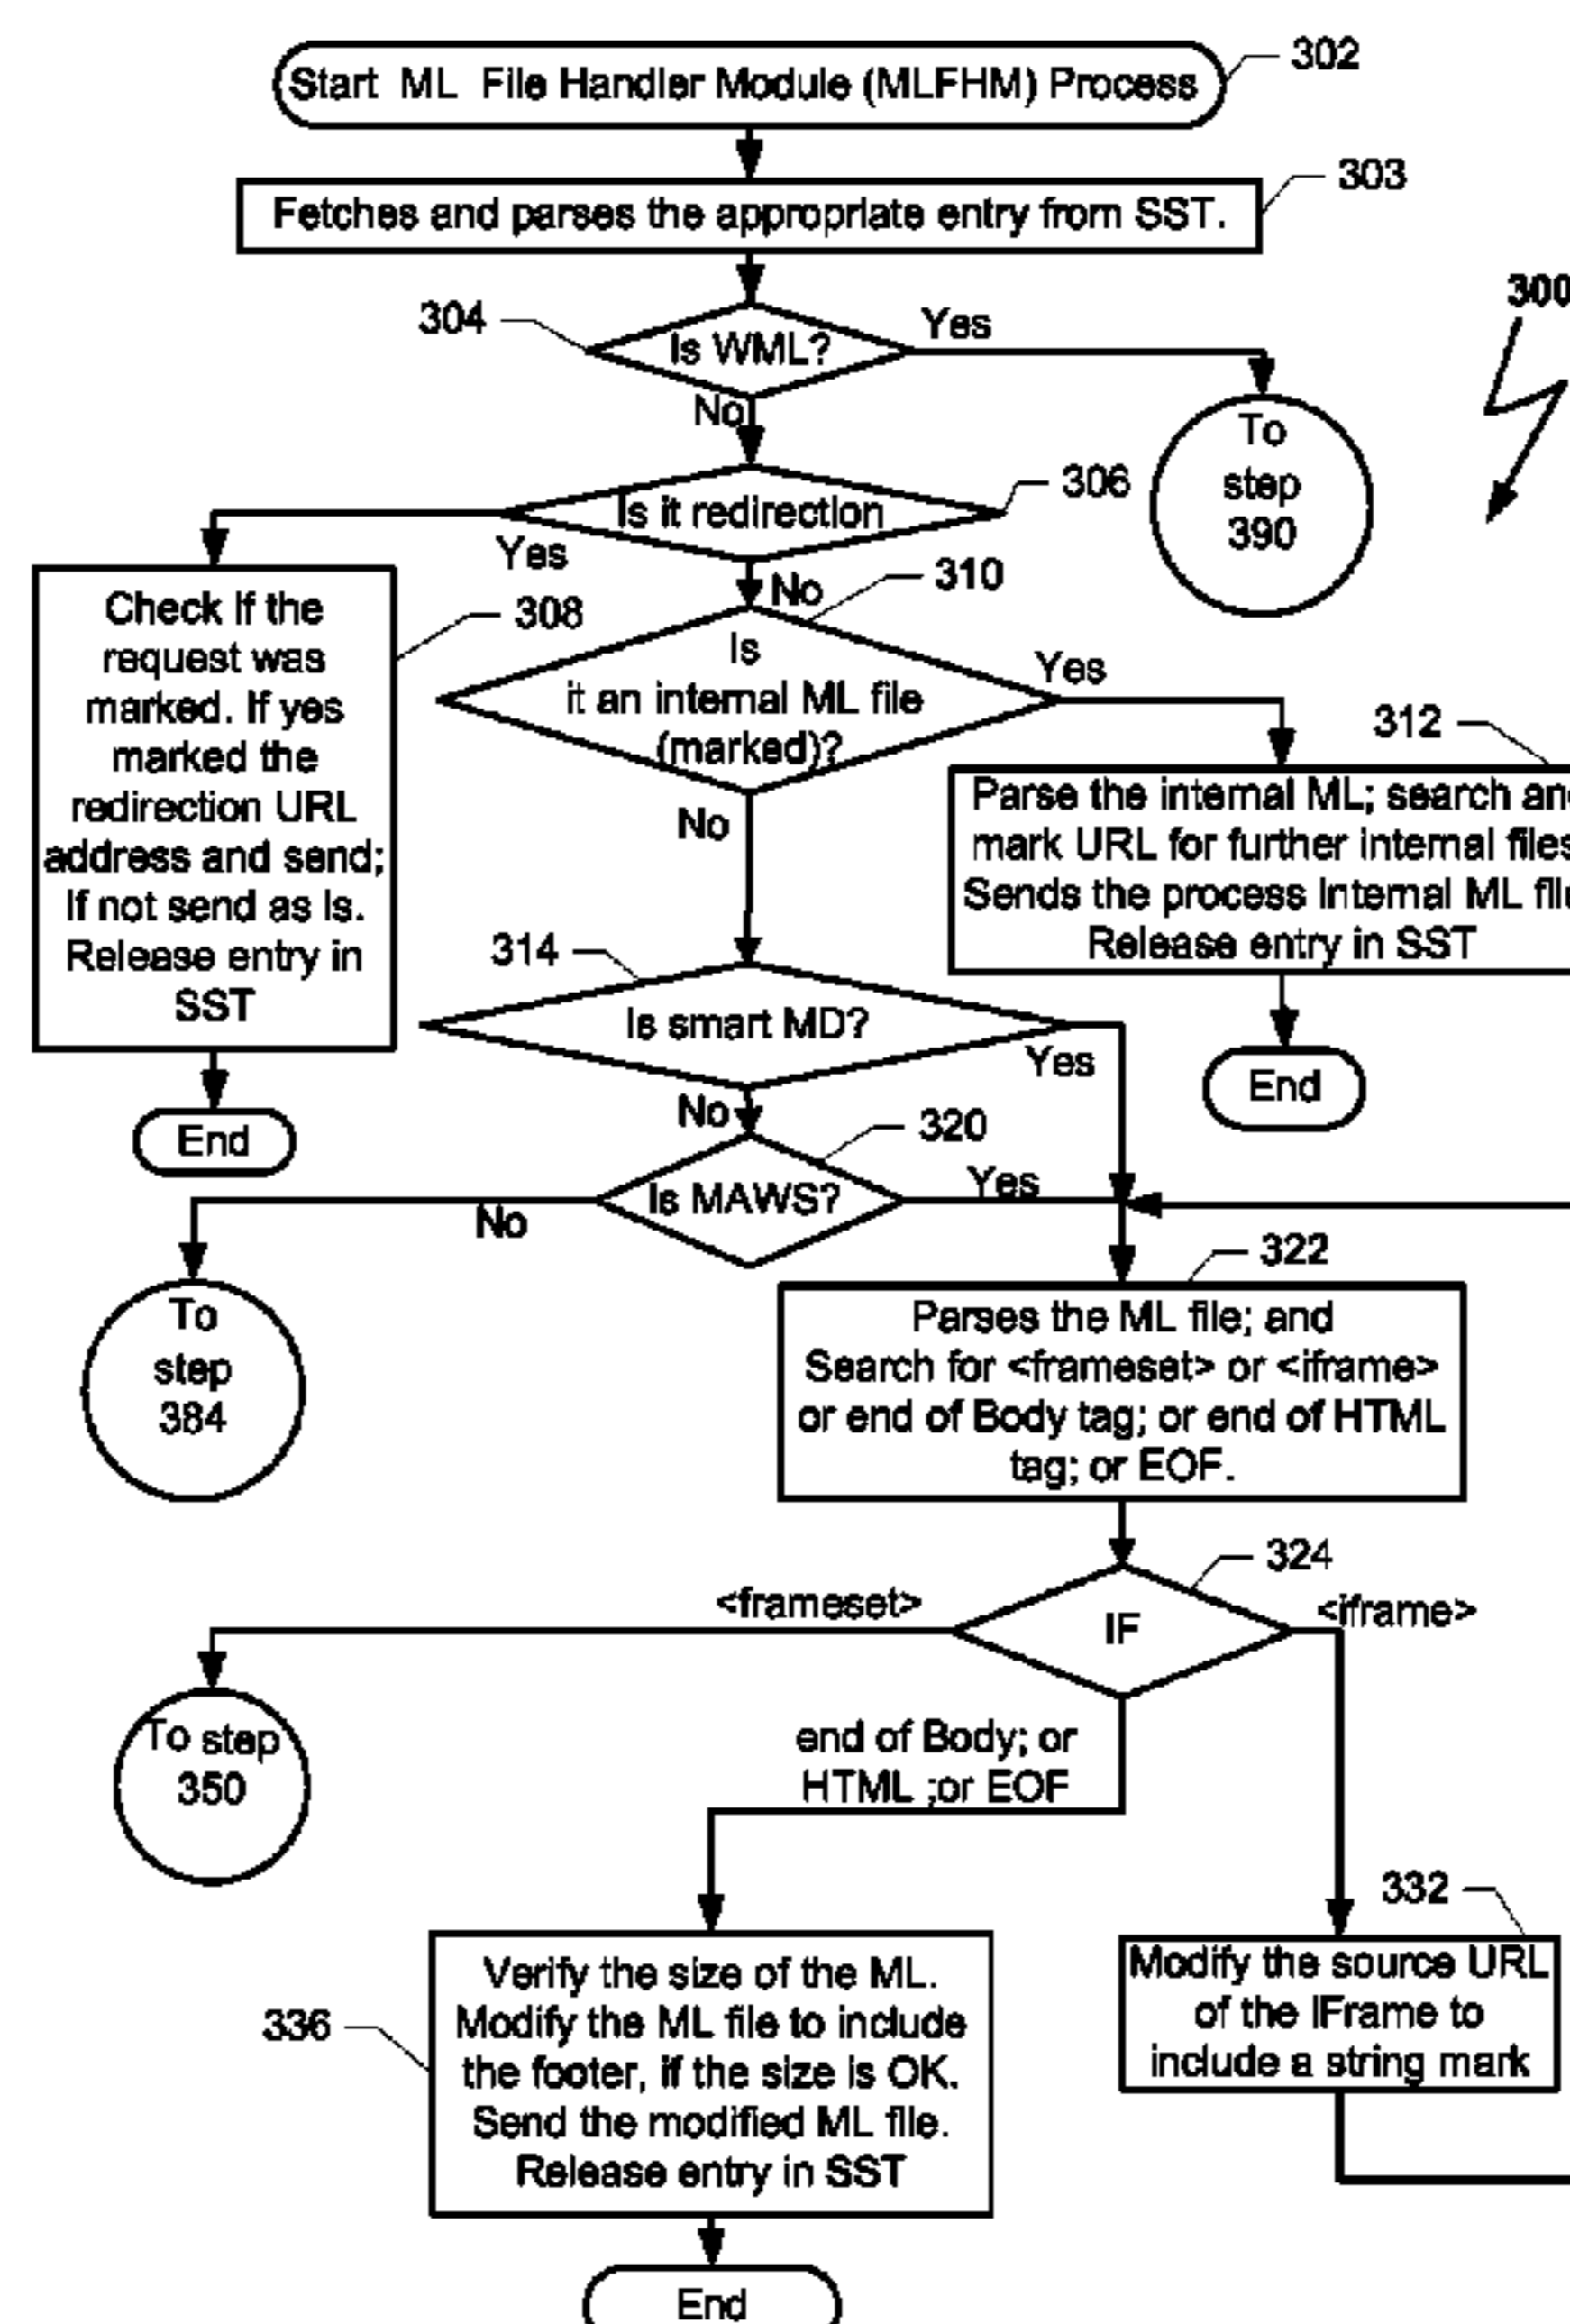 302
Start ML File Handler Module (MLFHM) Process
303
Fetches and parses the appropriate entry from SST.
300
304
Is WML?
Yes
No
To
step
390
306
Is it redirection
Yes
No
308
Check if the
request was
marked. If yes
marked the
redirection URL
address and send;
If not send as is.
Release entry in
SST
End
310
Is
it an internal ML file
(marked)?
Yes
No
312
Parse the internal ML; search and
mark URL for further internal files
Sends the process Internal ML file
Release entry in SST
End
314
Is smart MD?
Yes
No
320
Is MAWS?
Yes
No
To
step
384
322
Parses the ML file; and
Search for <frameset> or <iframe>
or end of Body tag; or end of HTML
tag; or EOF.
324
IF
<frameset>
<iframe>
To step
350
end of Body; or
HTML ;or EOF
332
Modify the source URL
of the IFrame to
include a string mark
336
Verify the size of the ML.
Modify the ML file to include
the footer, if the size is OK.
Send the modified ML file.
Release entry in SST
End